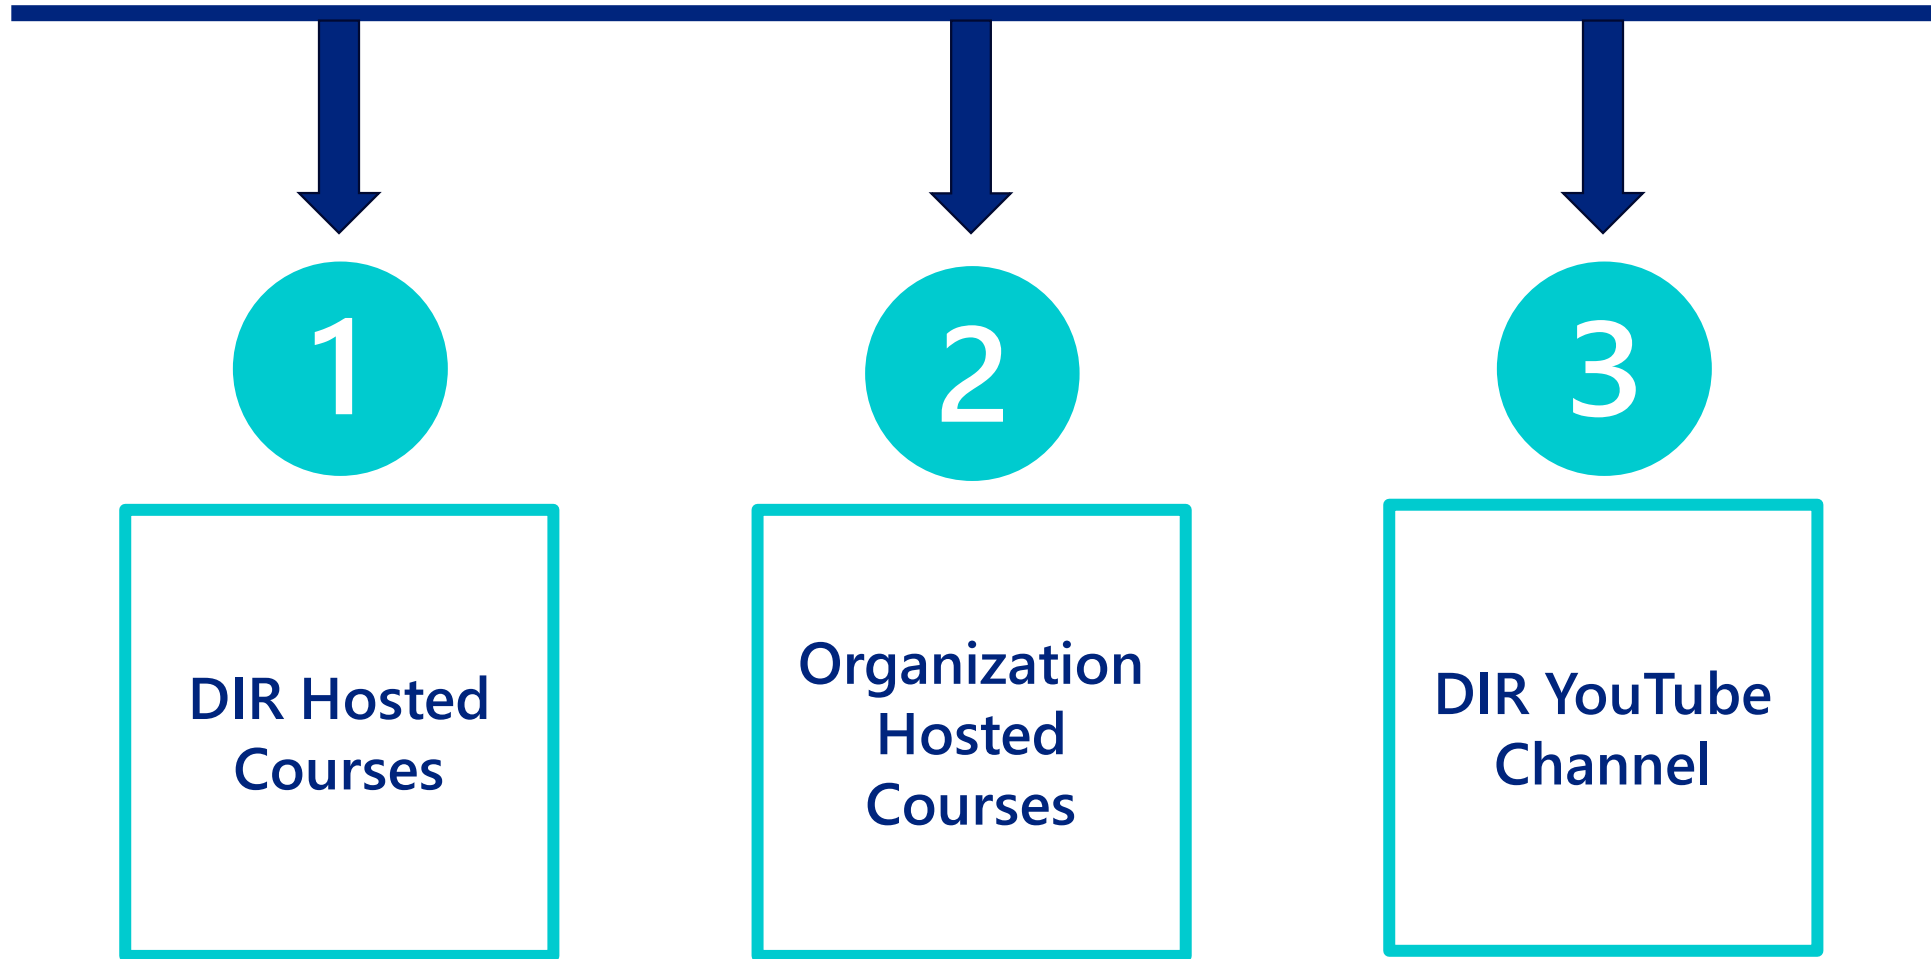 1
2
3
DIR Hosted
Courses
Organization
Hosted
Courses
DIR YouTube
Channel